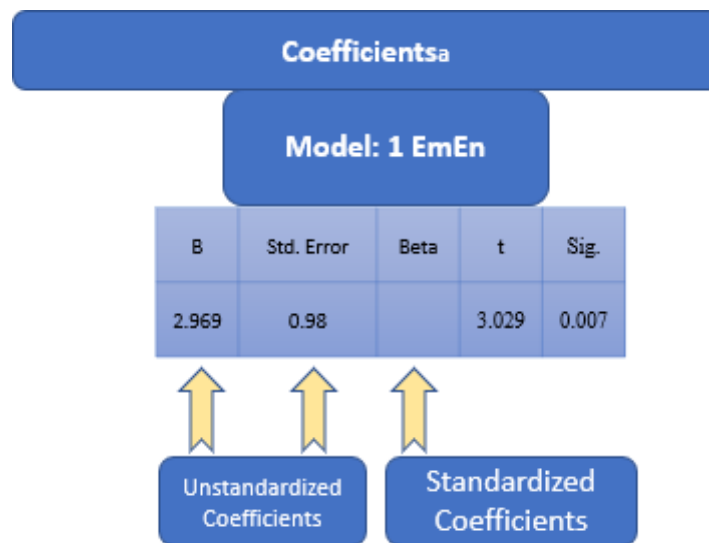 Coefficientsa
Model: 1 EmEn
B Std. Error Beta t Sig.
2.969 0.98 3.029 0.007
Unstandardized
Coefficients
Standardized
Coefficients